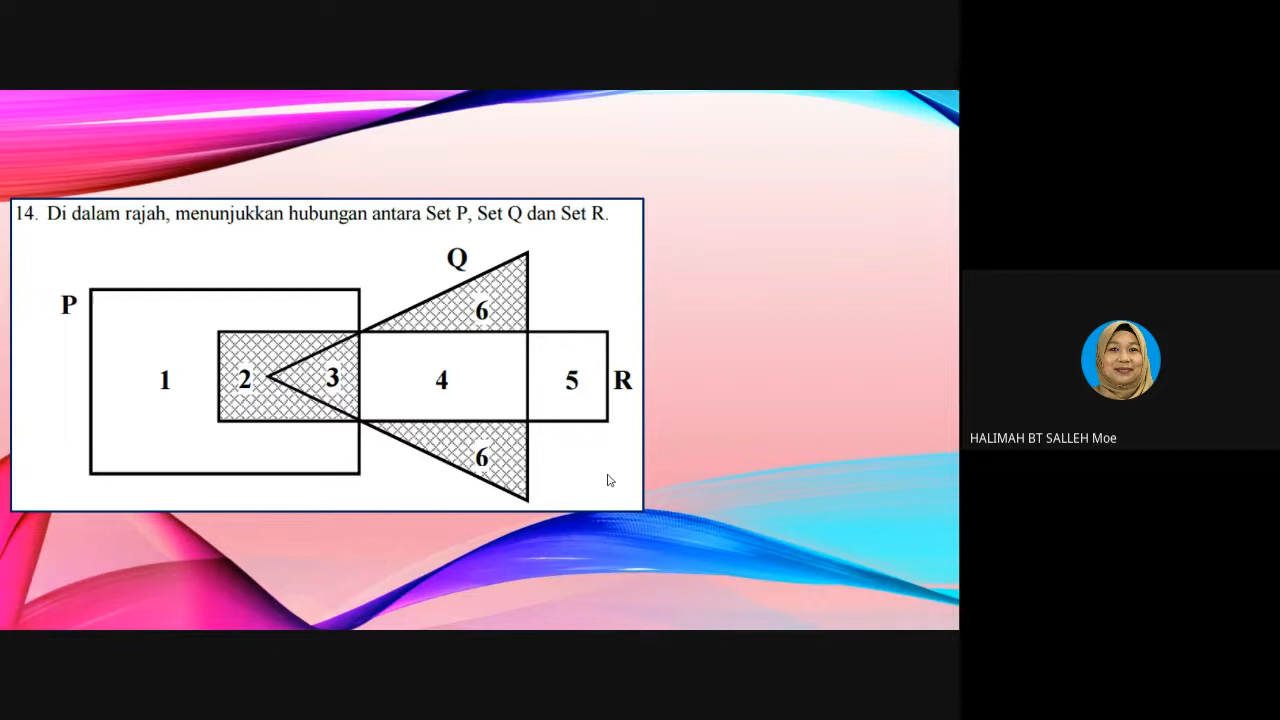 14. Di dalam rajah, menunjukkan hubungan antara Set P, Set Q dan Set R.
Q
P
6
1
2
3
4
5
R
6
HALIMAH BT SALLEH Moe